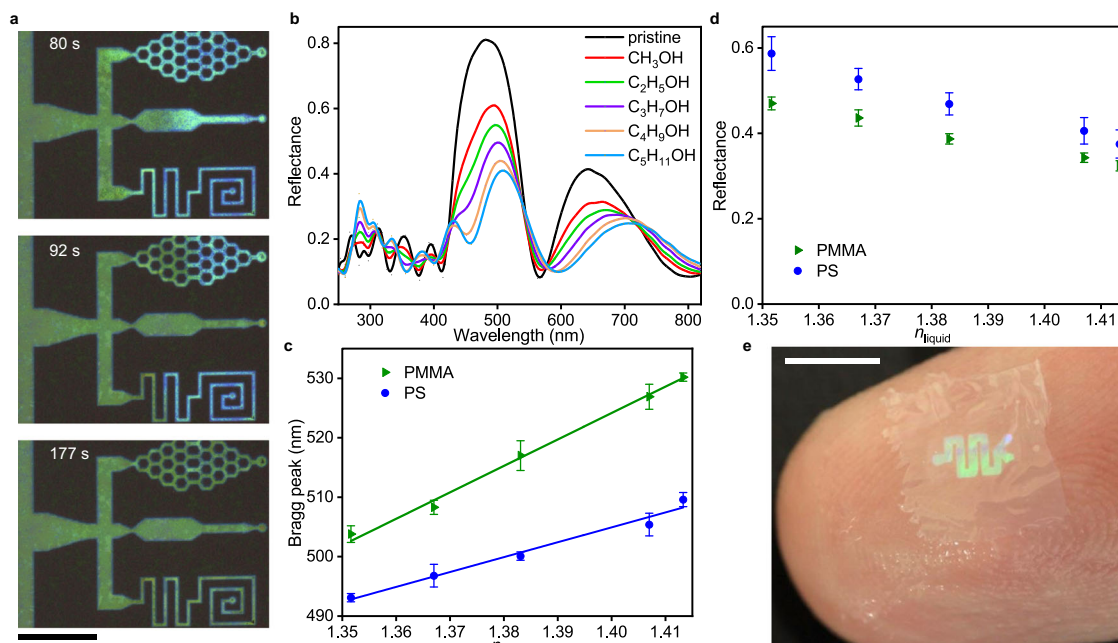 a
80 s
92 s
177 s
b
Reflectance
0.8
0.6
0.4
0.2
0.0
300 400 500 600 700 800
Wavelength (nm)
pristine
CH₃OH
C₂H₅OH
C₃H₇OH
C₄H₉OH
C₅H₁₁OH
c
Bragg peak (nm)
530
520
510
500
490
1.35 1.36 1.37 1.38 1.39 1.40 1.41
PMMA
PS
d
Reflectance
0.6
0.4
0.2
0.0
1.35 1.36 1.37 1.38 1.39 1.40 1.41
n liquid
PMMA
PS
e